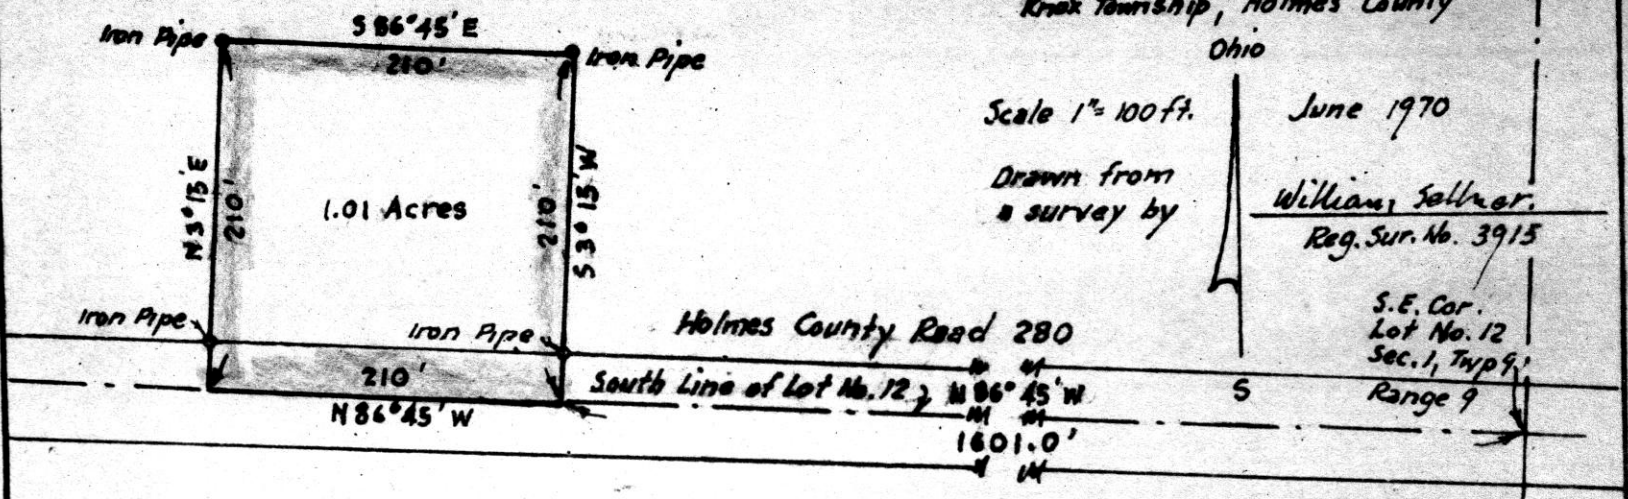 Knox Township, Holmes County
Ohio
Scale 1"= 100 ft.
June 1970
Drawn from
a survey by
William Sellmer.
Reg. Sur. No. 3915
S 86°45' E
Iron Pipe
210'
Iron Pipe
N 3°15' E
210'
1.01 Acres
210'
S 3° 15' W
Iron Pipe
Iron Pipe
Holmes County Road 280
S.E. Cor.
Lot No. 12
Sec. 1, Twp 9,
Range 9
210'
N 86°45' W
South Line of Lot No. 12, N 86° 45' W
1601.0'
S